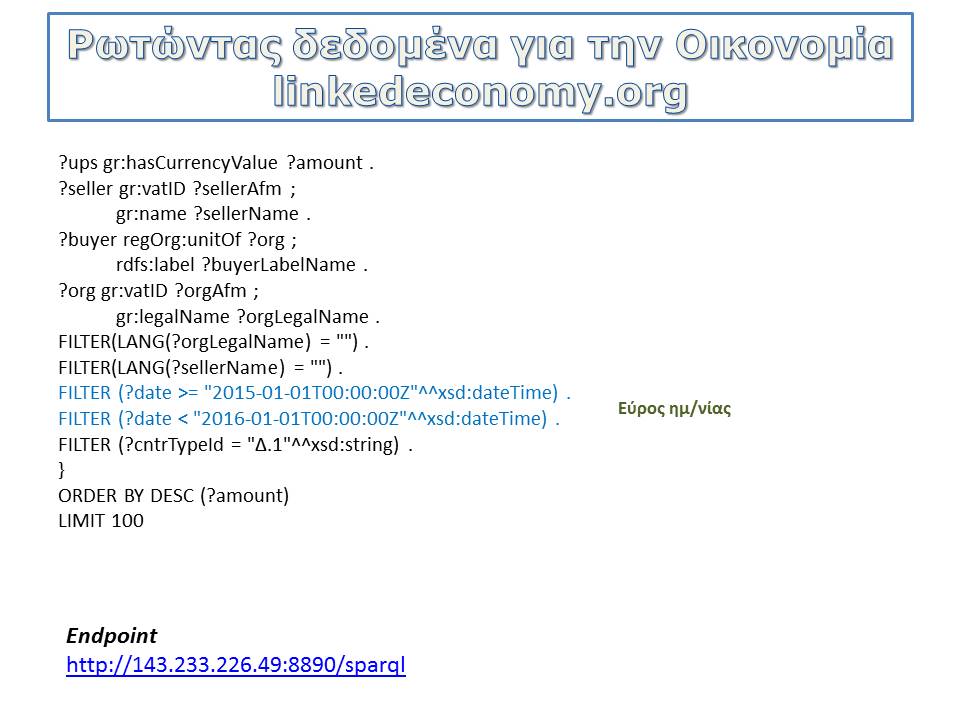 Ρωτώντας δεδομένα για την Οικονομία
linkedeconomy.org
?ups gr:hasCurrencyValue ?amount .
?seller gr:vatID ?sellerAfm ;
gr:name ?sellerName .
?buyer regOrg:unitOf ?org ;
rdfs:label ?buyerLabelName .
?org gr:vatID ?orgAfm ;
gr:legalName ?orgLegalName .
FILTER(LANG(?orgLegalName) = "") .
FILTER(LANG(?sellerName) = "") .
FILTER (?date >= "2015-01-01T00:00:00Z"^^xsd:dateTime) .
FILTER (?date < "2016-01-01T00:00:00Z"^^xsd:dateTime) .
Εύρος ημ/νίας
FILTER (?cntrTypeId = "Δ.1"^^xsd:string) .
}
ORDER BY DESC (?amount)
LIMIT 100
Endpoint
http://143.233.226.49:8890/sparql